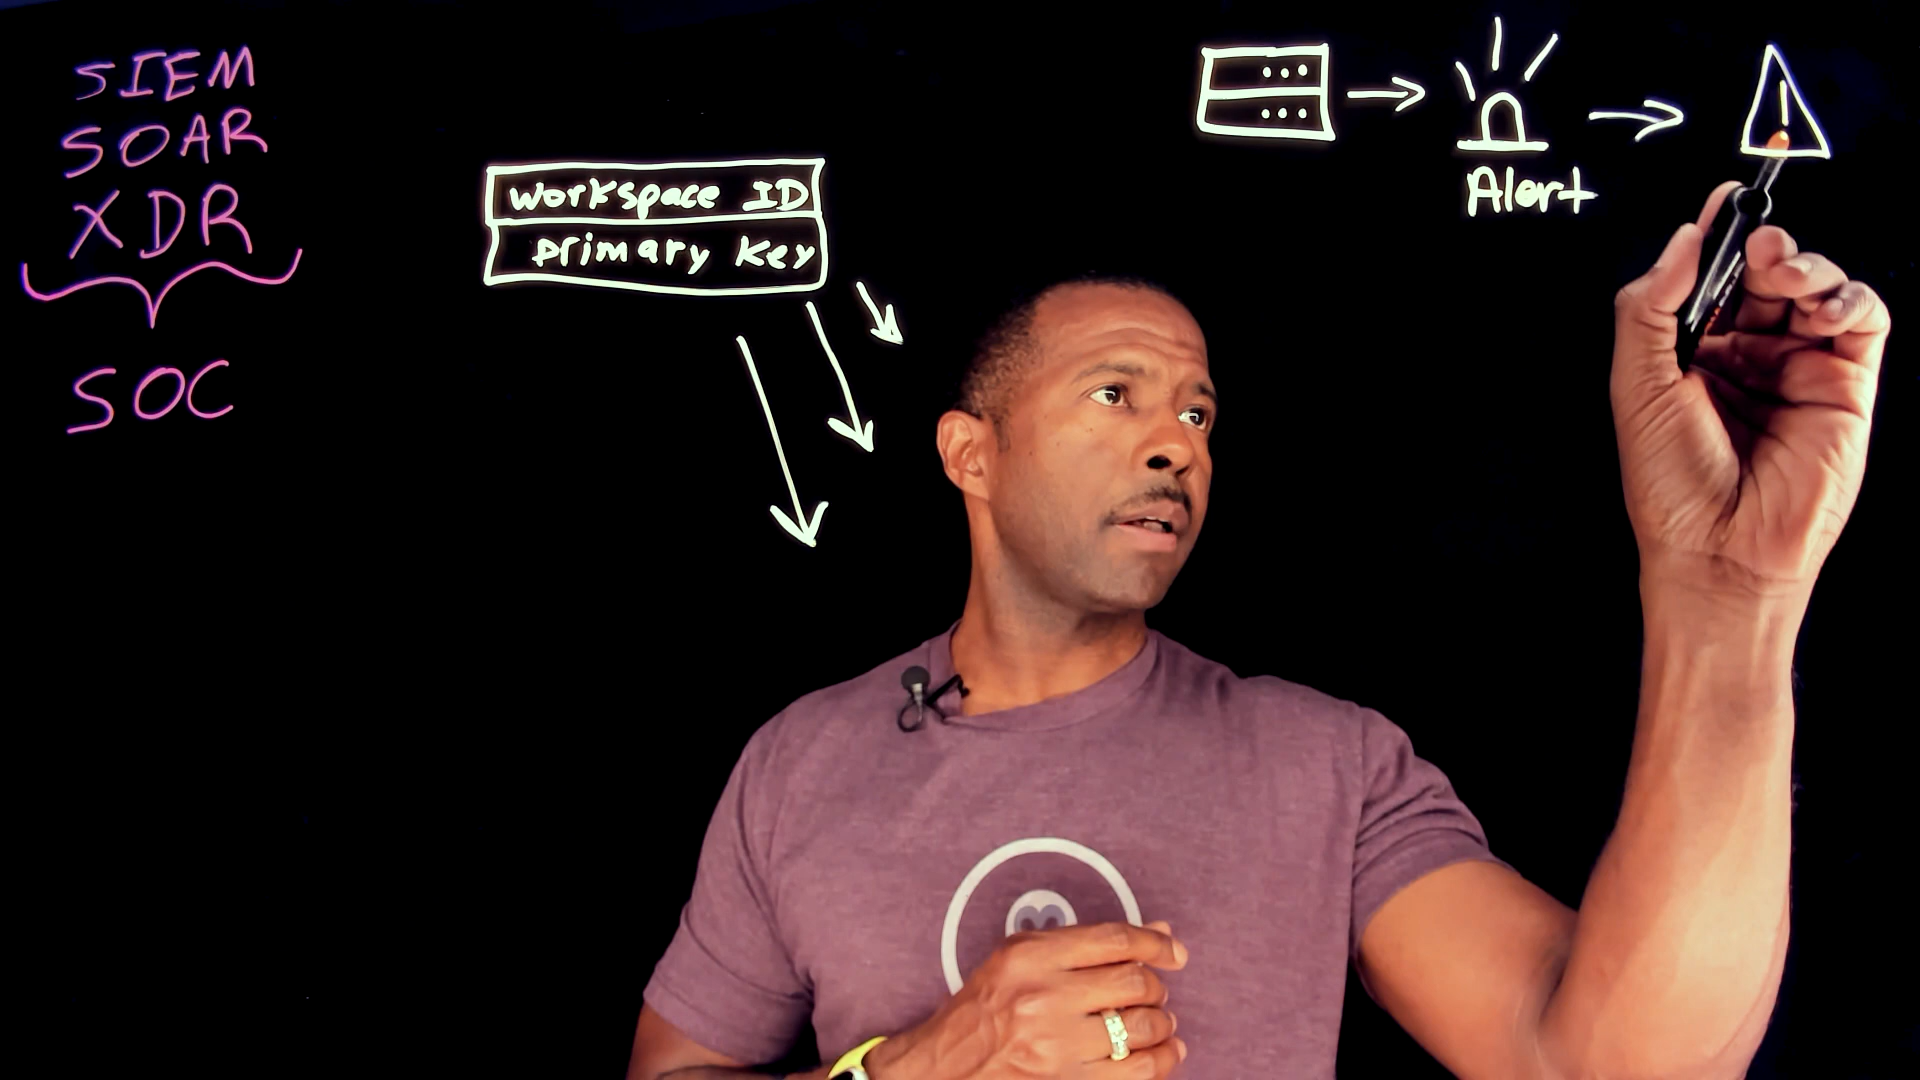 SIEM
SOAR
XDR
SOC
Workspace ID
Primary Key
Alert